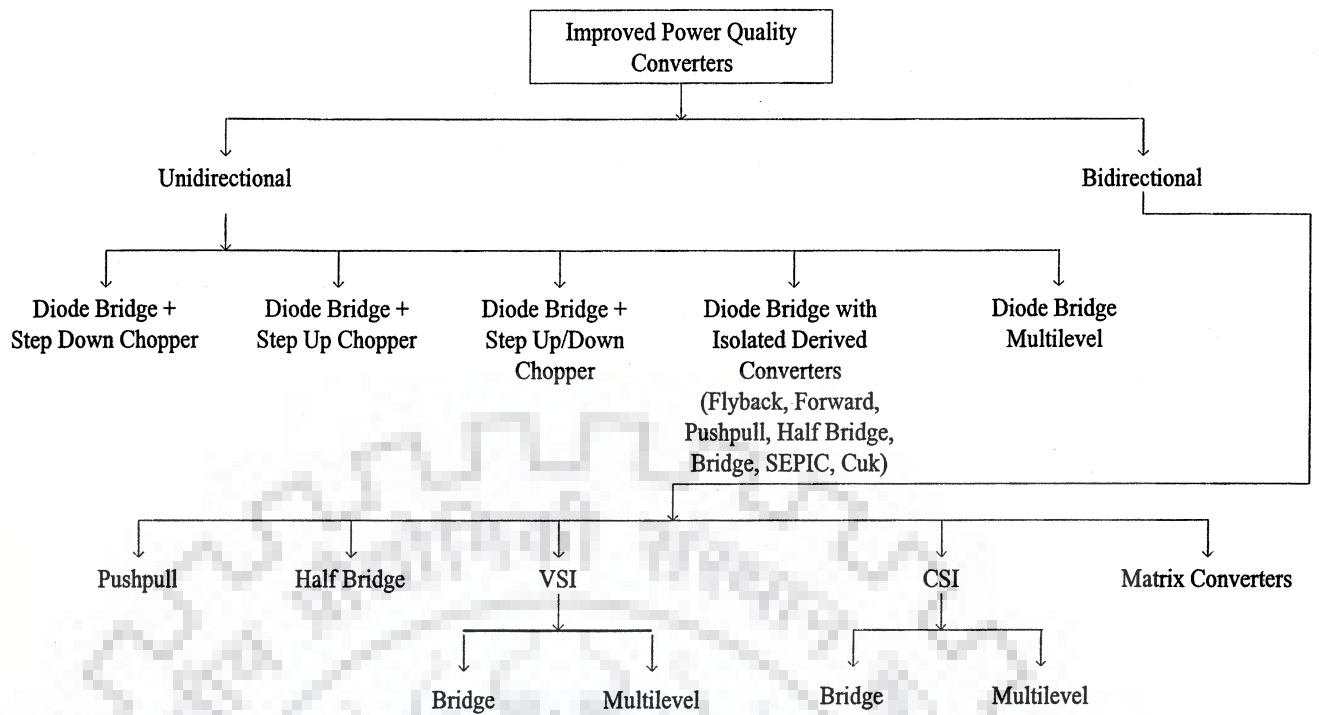 Improved Power Quality
Converters
Unidirectional
Bidirectional
Diode Bridge +
Step Down Chopper
Diode Bridge +
Step Up Chopper
Diode Bridge +
Step Up/Down
Chopper
Diode Bridge with
Isolated Derived
Converters
(Flyback, Forward,
Pushpull, Half Bridge,
Bridge, SEPIC, Cuk)
Diode Bridge
Multilevel
Pushpull
Half Bridge
VSI
CSI
Matrix Converters
Bridge
Multilevel
Bridge
Multilevel